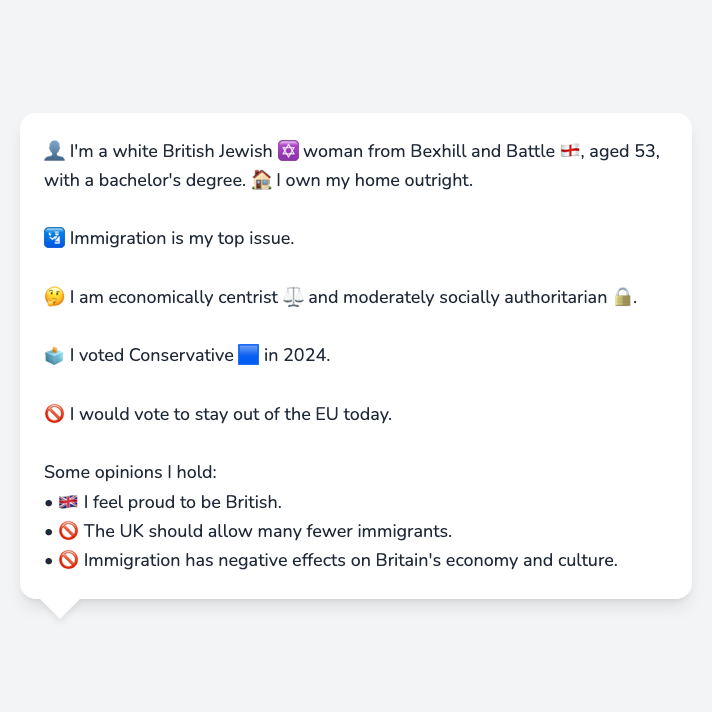 👤 I'm a white British Jewish ✡️ woman from Bexhill and Battle 🏴󠁧󠁢󠁥󠁮󠁧󠁿, aged 53,
with a bachelor's degree. 🏠 I own my home outright.
🛂 Immigration is my top issue.
🤔 I am economically centrist ⚖️ and moderately socially authoritarian 🔒.
🗳️ I voted Conservative 🟦 in 2024.
🚫 I would vote to stay out of the EU today.
Some opinions I hold:
• 🇬🇧 I feel proud to be British.
• 🚫 The UK should allow many fewer immigrants.
• 🚫 Immigration has negative effects on Britain's economy and culture.